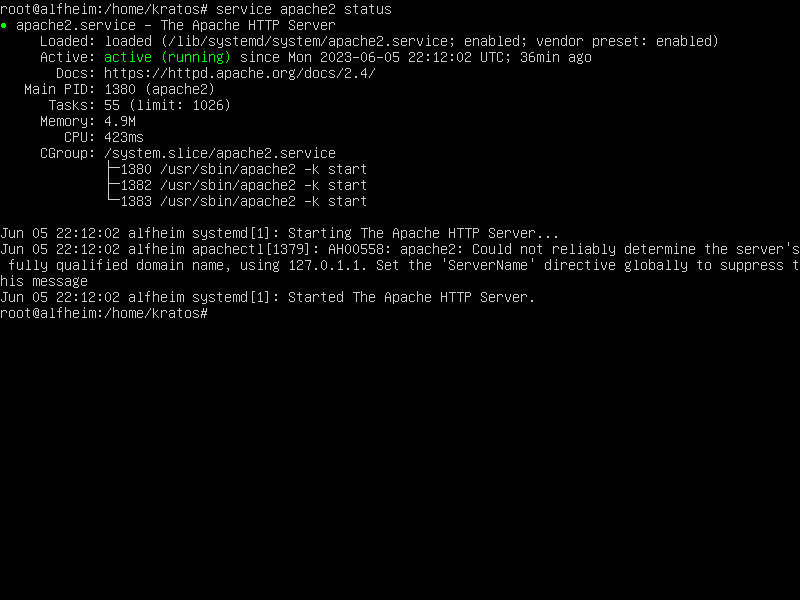 root@alfheim:/home/kratos# service apache2 status
● apache2.service - The Apache HTTP Server
     Loaded: loaded (/lib/systemd/system/apache2.service; enabled; vendor preset: enabled)
     Active: active (running) since Mon 2023-06-05 22:12:02 UTC; 36min ago
       Docs: https://httpd.apache.org/docs/2.4/
   Main PID: 1380 (apache2)
      Tasks: 55 (limit: 1026)
     Memory: 4.9M
        CPU: 423ms
     CGroup: /system.slice/apache2.service
             ├─1380 /usr/sbin/apache2 -k start
             ├─1382 /usr/sbin/apache2 -k start
             └─1383 /usr/sbin/apache2 -k start

Jun 05 22:12:02 alfheim systemd[1]: Starting The Apache HTTP Server...
Jun 05 22:12:02 alfheim apachectl[1379]: AH00558: apache2: Could not reliably determine the server's
 fully qualified domain name, using 127.0.1.1. Set the 'ServerName' directive globally to suppress t
his message
Jun 05 22:12:02 alfheim systemd[1]: Started The Apache HTTP Server.
root@alfheim:/home/kratos#